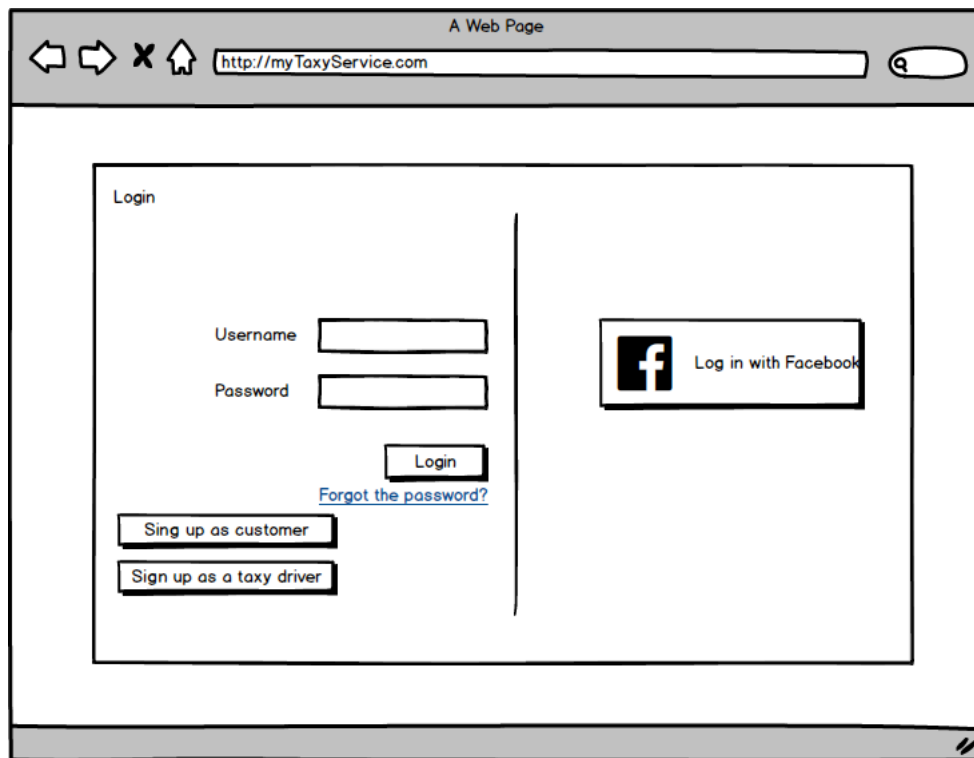 A Web Page
http://myTaxyService.com
Login
Username
Password
Log in with Facebook
Login
Forgot the password?
Sing up as customer
Sign up as a taxy driver